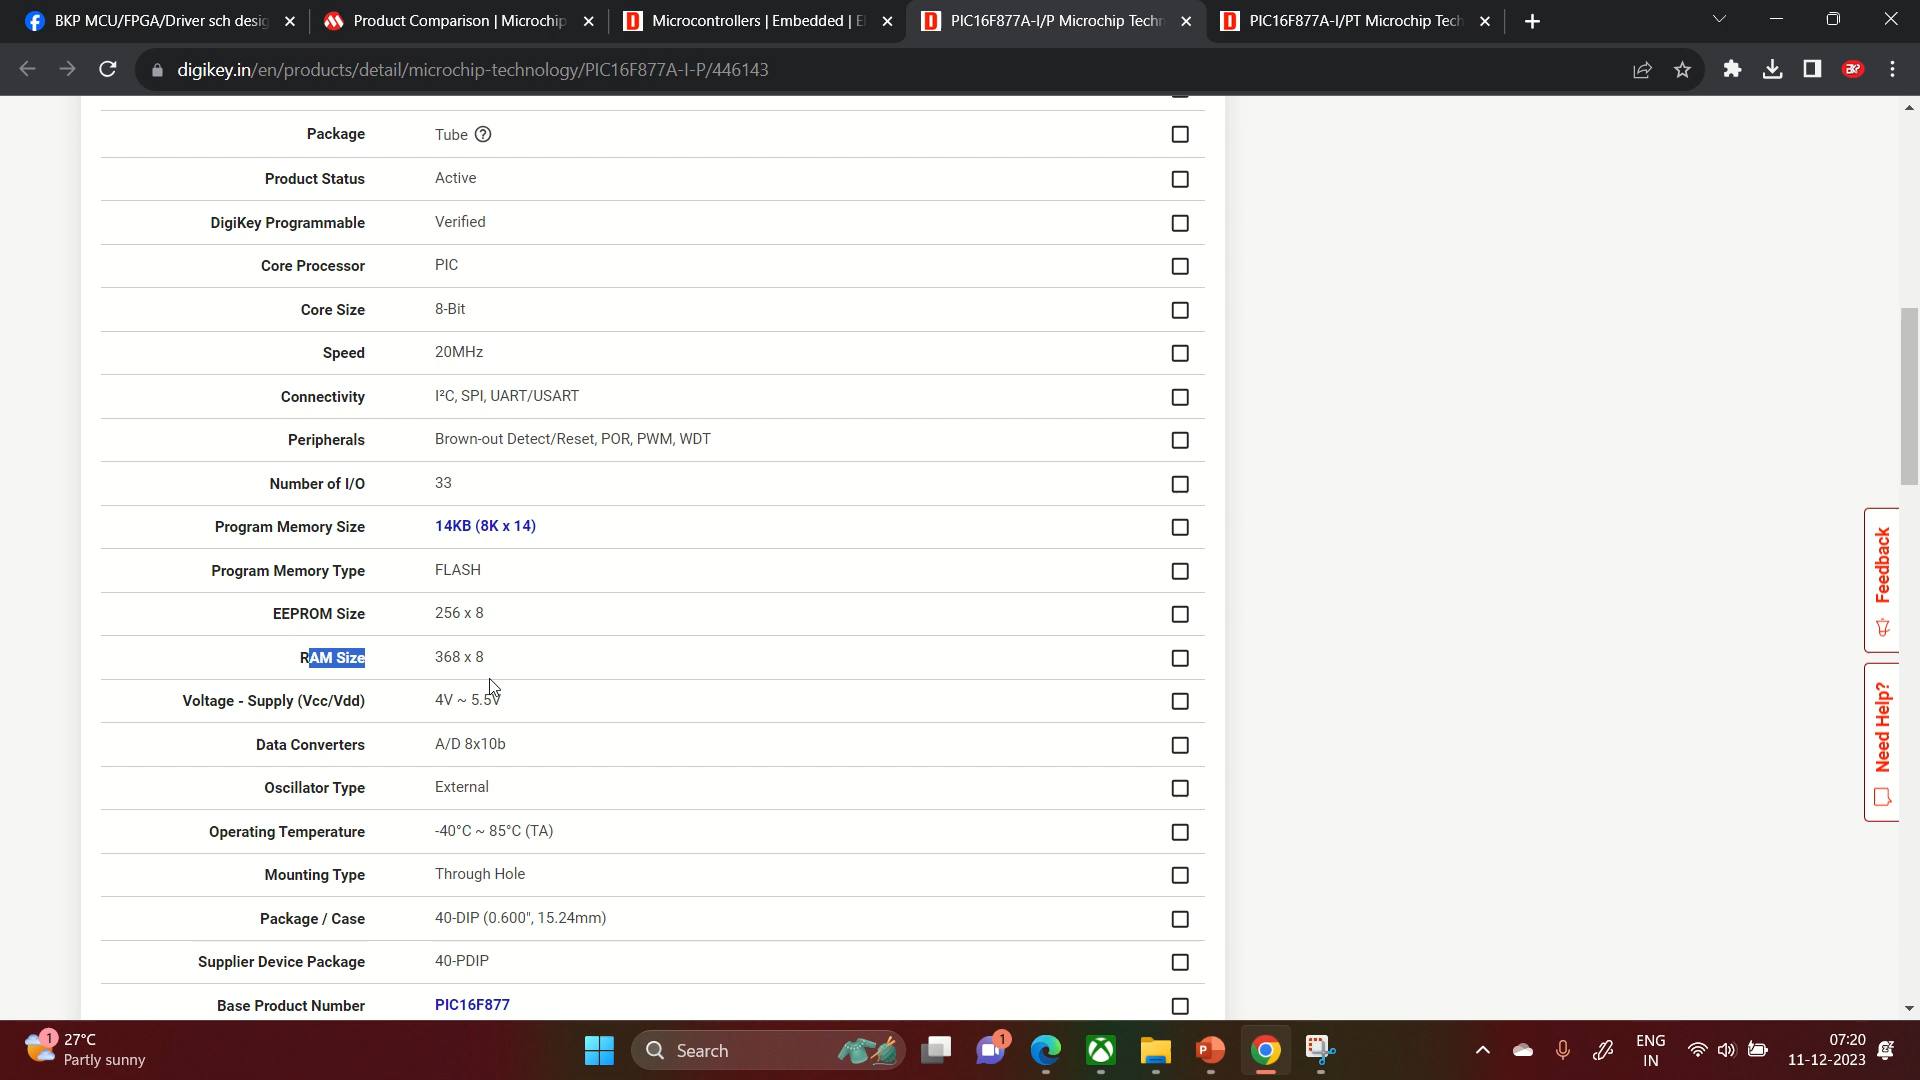 BKP MCU/FPGA/Driver sch desig
Product Comparison | Microchip
Microcontrollers | Embedded | El
PIC16F877A-I/P Microchip Techn
PIC16F877A-I/PT Microchip Tech
digikey.in/en/products/detail/microchip-technology/PIC16F877A-I-P/446143
BKP
Package Tube ?
Product Status Active
DigiKey Programmable Verified
Core Processor PIC
Core Size 8-Bit
Speed 20MHz
Connectivity I²C, SPI, UART/USART
Peripherals Brown-out Detect/Reset, POR, PWM, WDT
Number of I/O 33
Program Memory Size 14KB (8K x 14)
Program Memory Type FLASH
EEPROM Size 256 x 8
RAM Size 368 x 8
Voltage - Supply (Vcc/Vdd) 4V ~ 5.5V
Data Converters A/D 8x10b
Oscillator Type External
Operating Temperature -40°C ~ 85°C (TA)
Mounting Type Through Hole
Package / Case 40-DIP (0.600", 15.24mm)
Supplier Device Package 40-PDIP
Base Product Number PIC16F877
Feedback
Need Help?
1
27°C
Partly sunny
Search
1
ENG
IN
07:20
11-12-2023